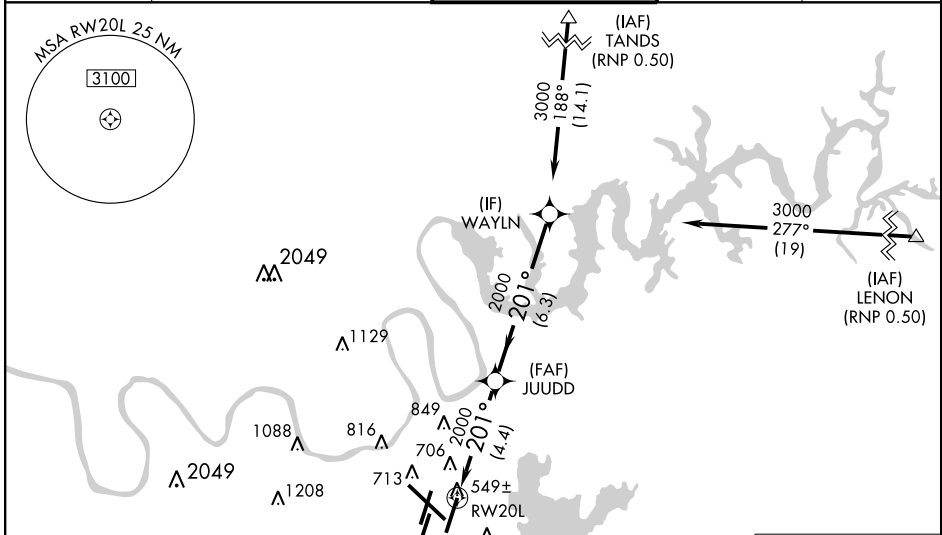 MSA RW20L 25 NM
3100
(IAF)
TANDS
(RNP 0.50)
3000
188°
(14.1)
(IF)
WAYLN
3000
277°
(19)
(IAF)
LENON
(RNP 0.50)
2049
2000
201°
(6.3)
1129
(FAF)
JUUDD
849
2000
201°
(4.4)
1088
816
706
713
2049
1208
549±
RW20L